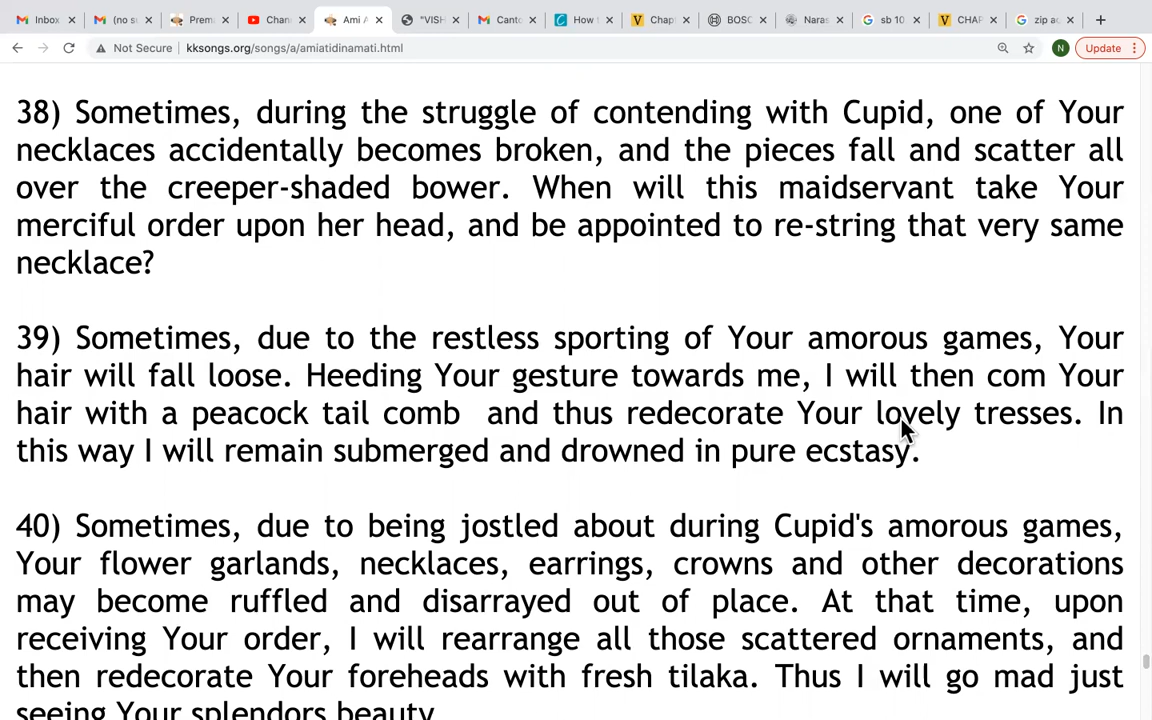 Inbox
(no su
Prem
Chan
Ami A
"VISH
Canto
How t
Chap
BOSC
Naras
sb 10
CHAP
zip ac
Not Secure
kksongs.org/songs/a/amiatidinamati.html
N
Update
38) Sometimes, during the struggle of contending with Cupid, one of Your
necklaces accidentally becomes broken, and the pieces fall and scatter all
over the creeper-shaded bower. When will this maidservant take Your
merciful order upon her head, and be appointed to re-string that very same
necklace?
39) Sometimes, due to the restless sporting of Your amorous games, Your
hair will fall loose. Heeding Your gesture towards me, I will then com Your
hair with a peacock tail comb and thus redecorate Your lovely tresses. In
this way I will remain submerged and drowned in pure ecstasy.
40) Sometimes, due to being jostled about during Cupid's amorous games,
Your flower garlands, necklaces, earrings, crowns and other decorations
may become ruffled and disarrayed out of place. At that time, upon
receiving Your order, I will rearrange all those scattered ornaments, and
then redecorate Your foreheads with fresh tilaka. Thus I will go mad just
seeing Your splendors beauty